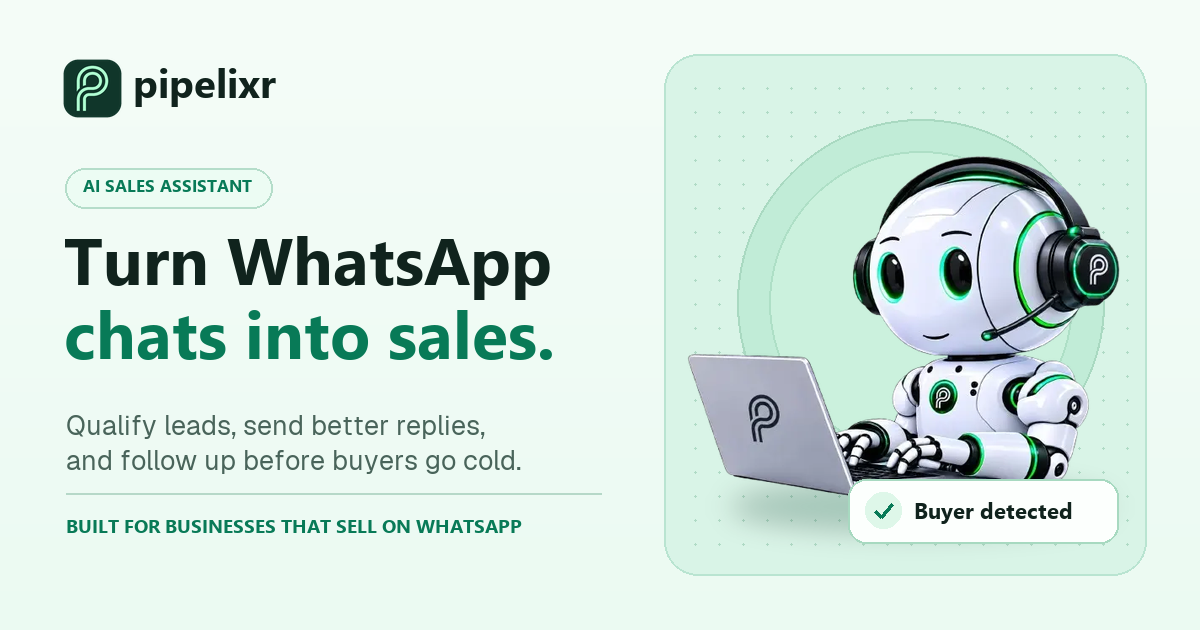 pipelixr
AI SALES ASSISTANT
Turn WhatsApp
chats into sales.
Qualify leads, send better replies,
and follow up before buyers go cold.
BUILT FOR BUSINESSES THAT SELL ON WHATSAPP
Buyer detected